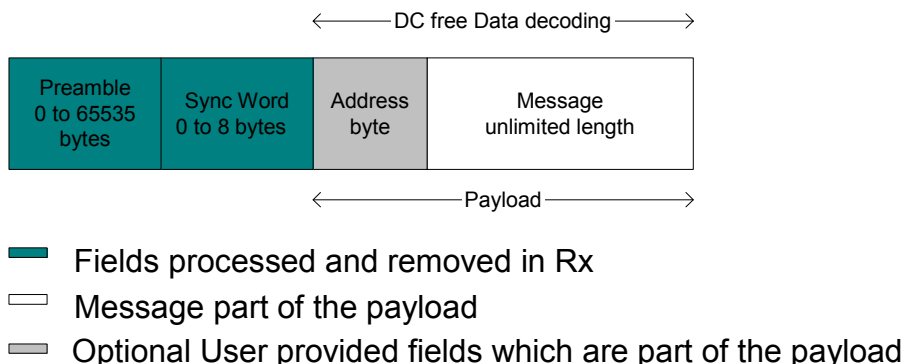 DC free Data decoding
Preamble
0 to 65535
bytes
Sync Word
0 to 8 bytes
Address
byte
Message
unlimited length
Payload
Fields processed and removed in Rx
Message part of the payload
Optional User provided fields which are part of the payload